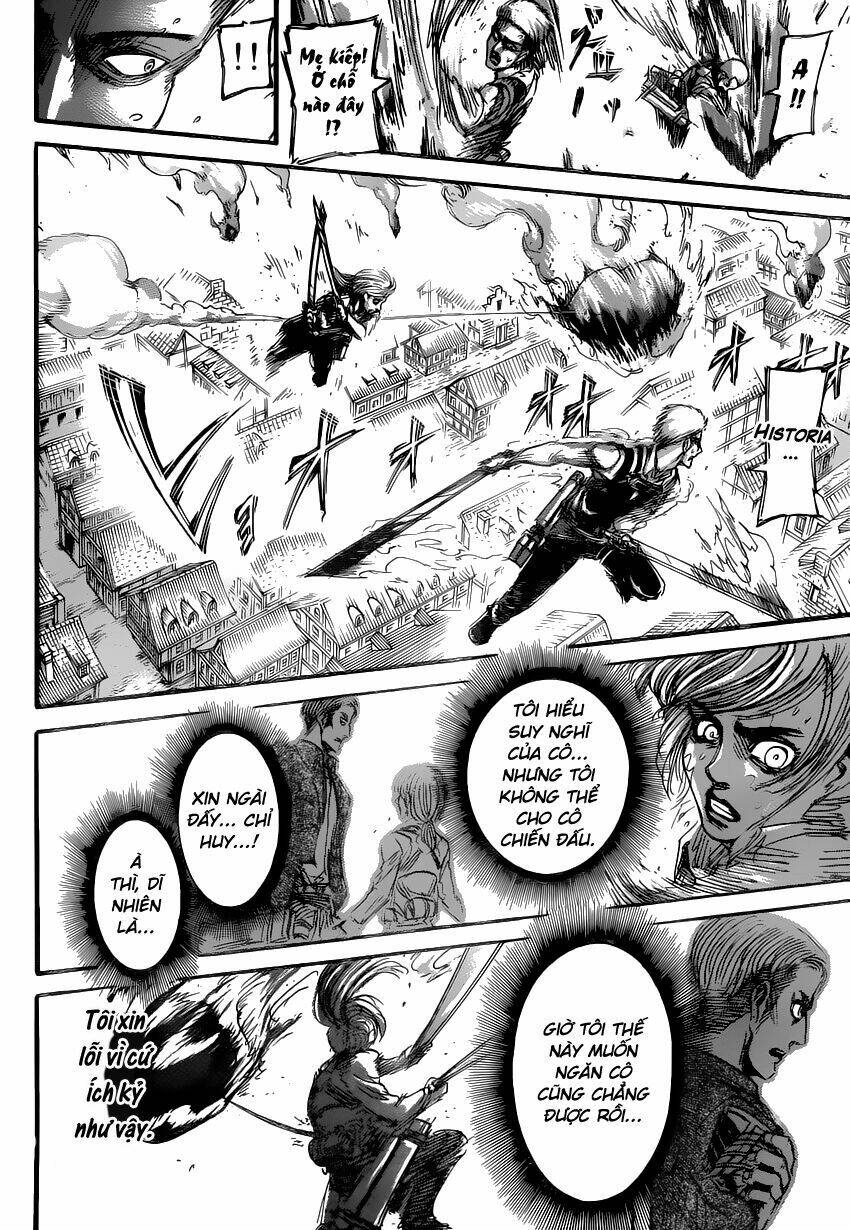 A
!!
Mẹ kiếp!
Ở chỗ
nào đây
!?
!!
HISTORIA
...
TÔI HIỂU
SUY NGHĨ
CỦA CÔ...
NHƯNG TÔI
KHÔNG THỂ
CHO CÔ
CHIẾN ĐẤU.
XIN NGÀI
ĐẤY... CHỈ
HUY...!
À
THÌ, DĨ
NHIÊN
LÀ...
GIỜ TÔI THẾ
NÀY MUỐN
NGĂN CÔ
CŨNG CHẲNG
ĐƯỢC RỒI...
Tôi xin
lỗi vì cứ
ích kỷ
như vậy.